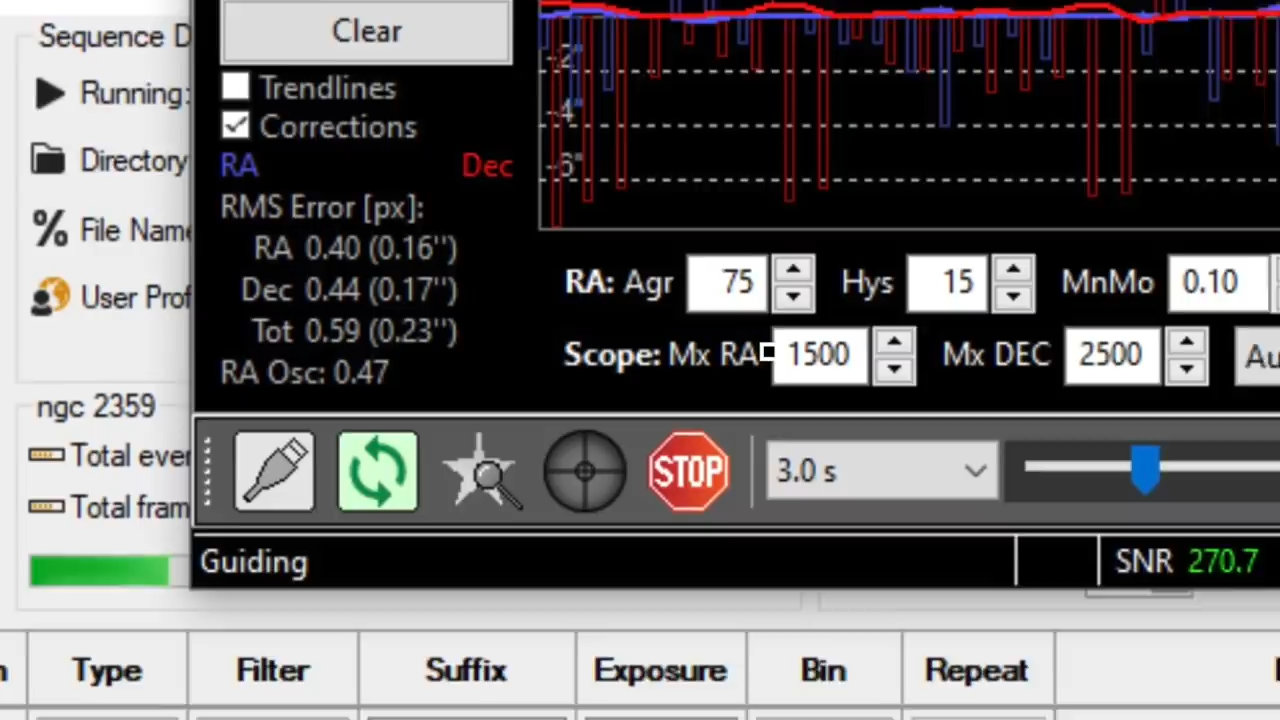 Sequence D
Running:
Directory
File Name
User Prof
ngc 2359
Total even
Total fram
Clear
Trendlines
Corrections
RA Dec
RMS Error [px]:
RA 0.40 (0.16'')
Dec 0.44 (0.17'')
Tot 0.59 (0.23'')
RA Osc: 0.47
-2''
-4''
-6''
RA: Agr 75 Hys 15 MnMo 0.10
Scope: Mx RA 1500 Mx DEC 2500 Au
STOP 3.0 s
Guiding SNR 270.7
n Type Filter Suffix Exposure Bin Repeat